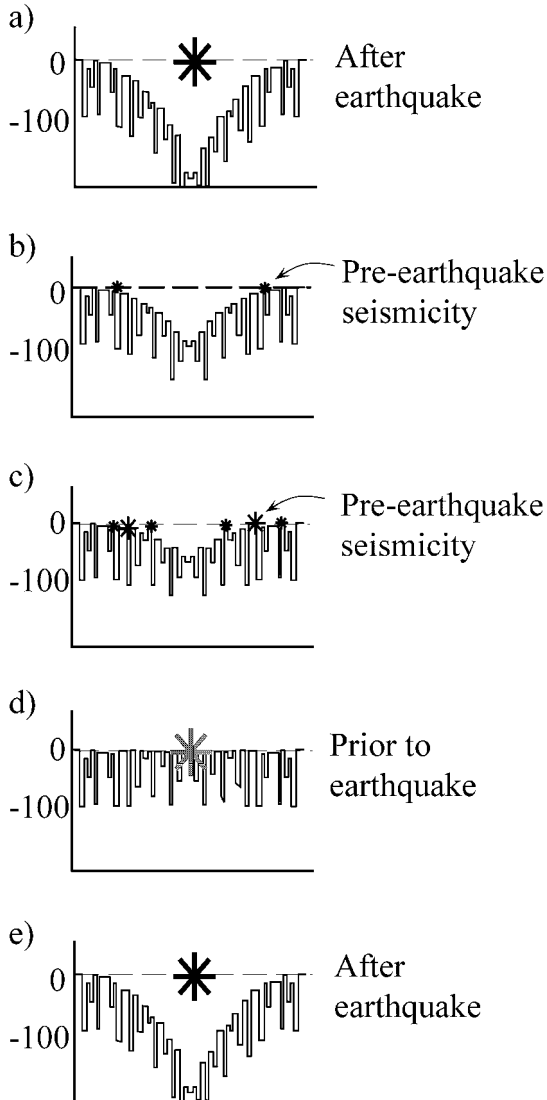 a)
0
-100
After
earthquake
b)
0
-100
Pre-earthquake
seismicity
c)
0
-100
Pre-earthquake
seismicity
d)
0
-100
Prior to
earthquake
e)
0
-100
After
earthquake